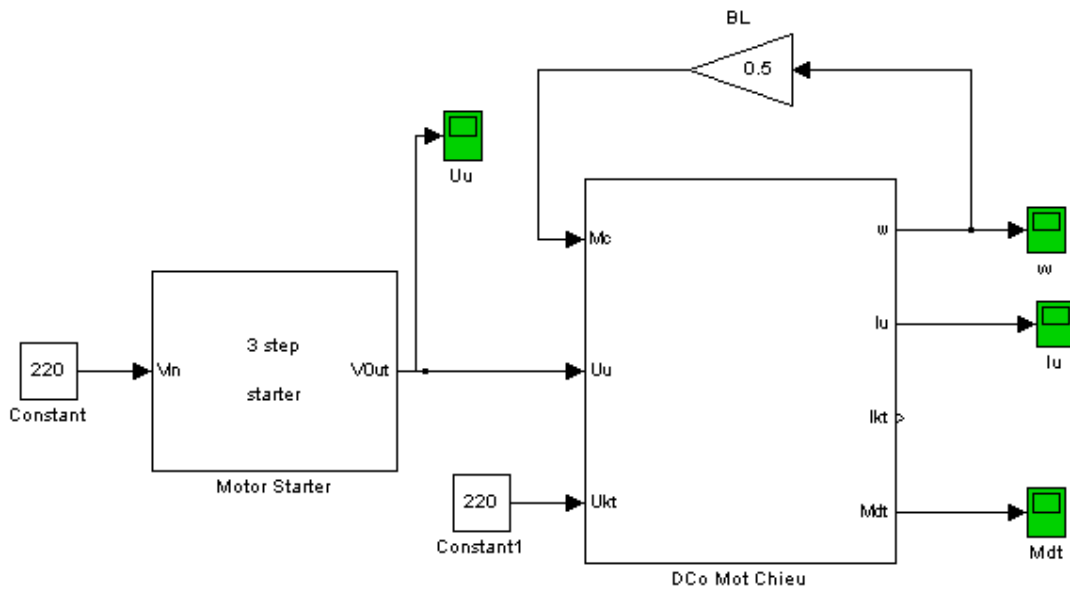 BL
0.5
Uu
Mc
w
w
3 step
Iu
220
VIn
VOut
Uu
Iu
starter
Constant
Ikt
Motor Starter
220
Ukt
Mdt
Constant1
Mdt
DCo Mot Chieu